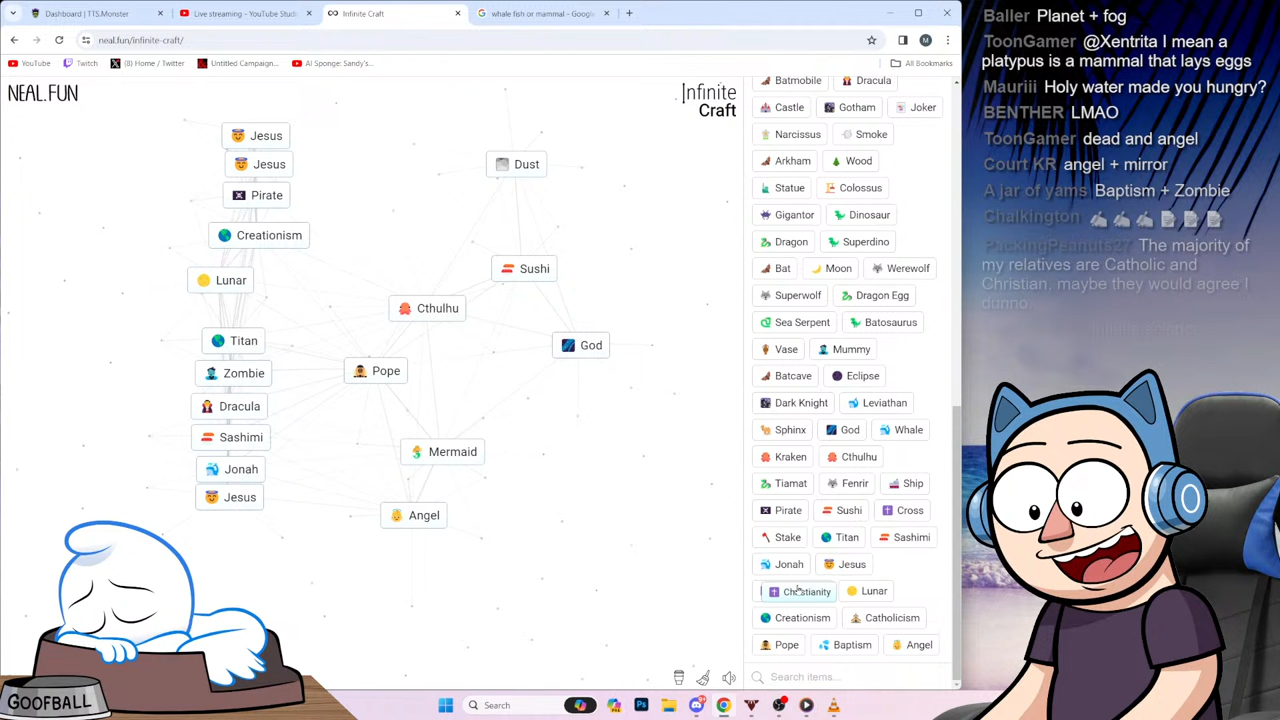 Dashboard | TTS.Monster
Live streaming - YouTube Studi
Infinite Craft
whale fish or mammal - Google
neal.fun/infinite-craft/
YouTube
Twitch
(8) Home / Twitter
Untitled Campaign...
AI Sponge: Sandy's...
All Bookmarks
NEAL.FUN
Infinite
Craft
Jesus
Jesus
Pirate
Creationism
Lunar
Titan
Zombie
Dracula
Sashimi
Jonah
Jesus
Dust
Sushi
Cthulhu
God
Pope
Mermaid
Angel
Batmobile Dracula
Castle Gotham Joker
Narcissus Smoke
Arkham Wood
Statue Colossus
Gigantor Dinosaur
Dragon Superdino
Bat Moon Werewolf
Superwolf Dragon Egg
Sea Serpent Batosaurus
Vase Mummy
Batcave Eclipse
Dark Knight Leviathan
Sphinx God Whale
Kraken Cthulhu
Tiamat Fenrir Ship
Pirate Sushi Cross
Stake Titan Sashimi
Jonah Jesus
Christianity Lunar
Creationism Catholicism
Pope Baptism Angel
Search items...
Search
GOOFBALL
Baller Planet + fog
ToonGamer @Xentrita I mean a
platypus is a mammal that lays eggs
Mauriii Holy water made you hungry?
BENTHER LMAO
ToonGamer dead and angel
Court KR angel + mirror
A jar of yams Baptism + Zombie
Chalkington
PackingPeanuts27 The majority of
my relatives are Catholic and
Christian, maybe they would agree I
dunno.